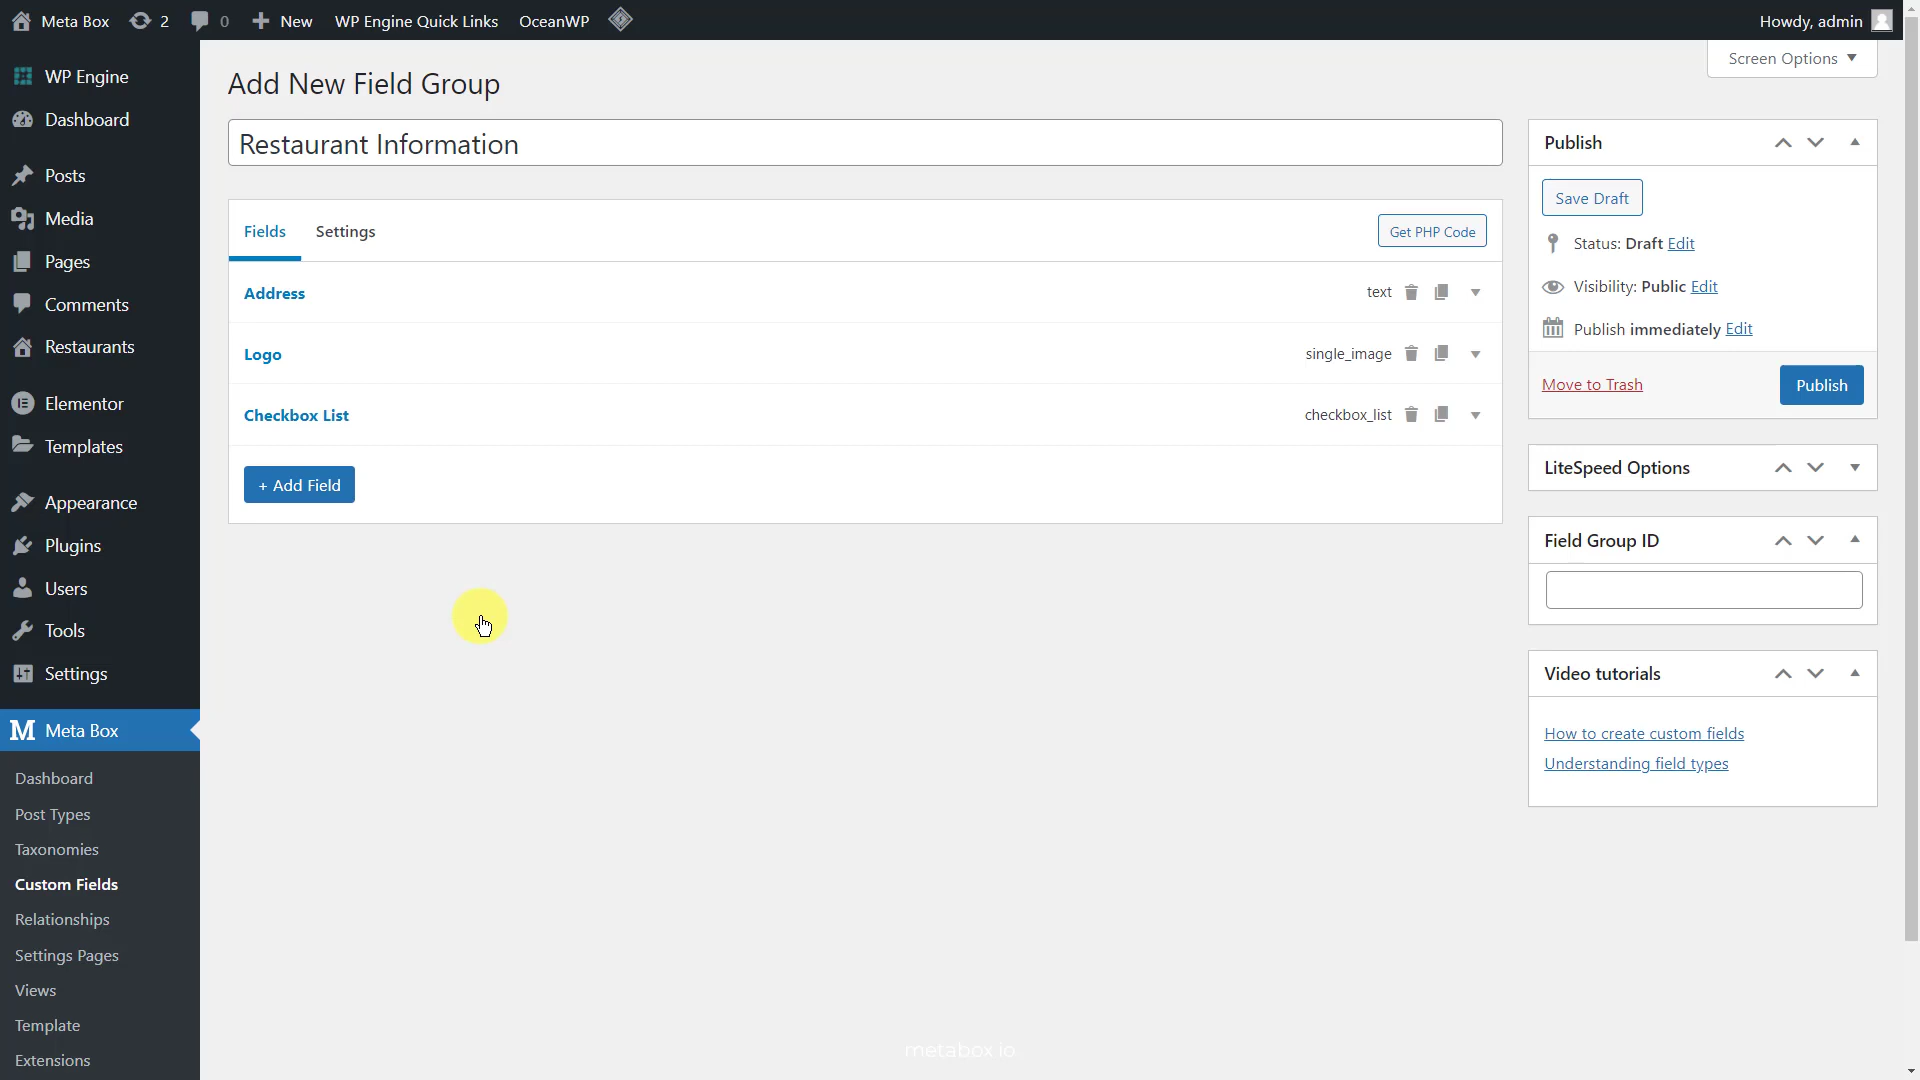 Meta Box
2
0
New
WP Engine Quick Links
OceanWP
Howdy, admin
WP Engine
Dashboard
Posts
Media
Pages
Comments
Restaurants
Elementor
Templates
Appearance
Plugins
Users
Tools
Settings
Meta Box
Dashboard
Post Types
Taxonomies
Custom Fields
Relationships
Settings Pages
Views
Template
Extensions
Screen Options
Add New Field Group
Restaurant Information
Fields
Settings
Get PHP Code
Address
text
Logo
single_image
Checkbox List
checkbox_list
+ Add Field
Publish
Save Draft
Status: Draft Edit
Visibility: Public Edit
Publish immediately Edit
Move to Trash
Publish
LiteSpeed Options
Field Group ID
Video tutorials
How to create custom fields
Understanding field types
metabox.io